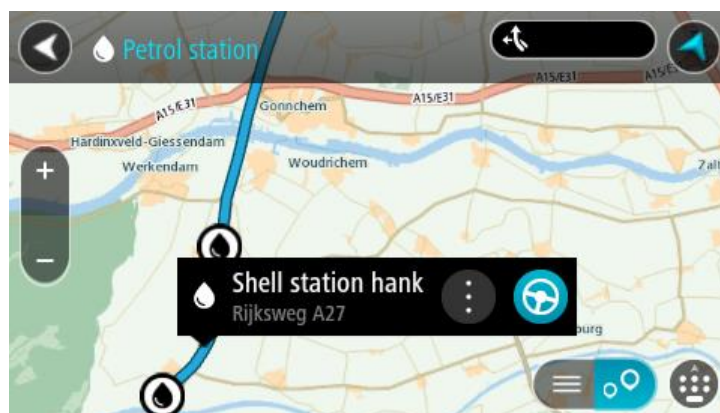 Petrol station
A15/E31
A15/E31
A15/E31
Gonnchem
Hardinxveld-Giessendam
Werkendam
Woudrichem
Shell station hank
Rijksweg A27